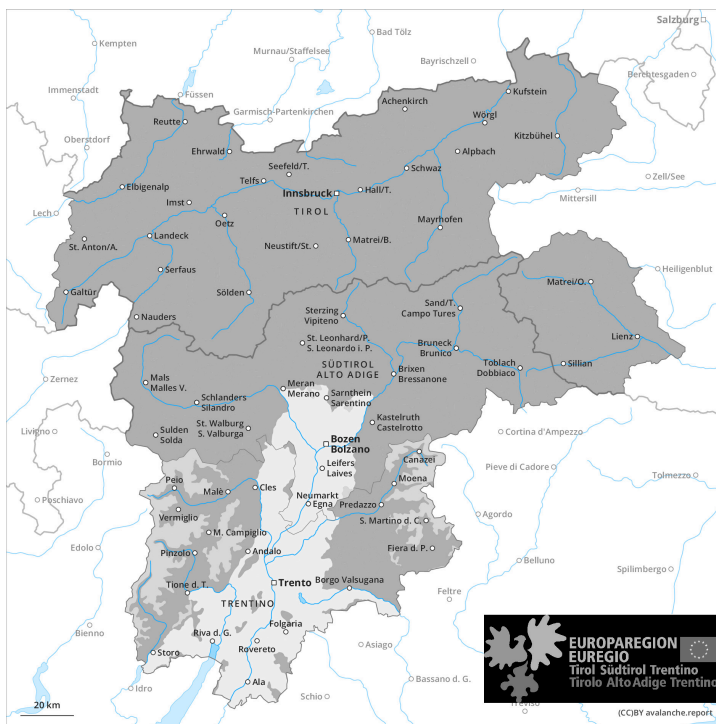 Salzburg
Kempten
Bad Tölz
Murnau/Staffelsee
Bayrischzell
Berchtesgaden
Immenstadt
Füssen
Kufstein
Achenkirch
Garmisch-Partenkirchen
Wörgl
Reutte
Oberstdorf
Kitzbühel
Ehrwald
Alpbach
Seefeld/T.
Schwaz
Zell/See
Telfs
Elbigenalp
Innsbruck
Hall/T.
Mittersill
Imst
TIROL
Lech
Oetz
Mayrhofen
Landeck
St. Anton/A.
Neustift/St.
Matrei/B.
Serfaus
Heiligenblut
Matrei/O.
Galtür
Sölden
Sand/T.
Campo Tures
Nauders
Sterzing
Vipiteno
St. Leonhard/P.
S. Leonardo i. P.
Bruneck
Brunico
Lienz
SÜDTIROL
ALTO ADIGE
Toblach
Dobbiaco
Sillian
Zernez
Mals
Malles V.
Brixen
Bressanone
Meran
Merano
Sarnthein
Sarentino
Schlanders
Silandro
Kastelruth
Castelrotto
St. Walburg
S. Valburga
Livigno
Sulden
Solda
Bozen
Bolzano
Cortina d'Ampezzo
Canazei
Bormio
Leifers
Laives
Pieve di Cadore
Tolmezzo
Peio
Malè
Cles
Moena
Poschiavo
Neumarkt
Egna
Predazzo
Vermiglio
S. Martino d. C.
Agordo
M. Campiglio
Edolo
Pinzolo
Andalo
Fiera d. P.
Belluno
Spilimbergo
Trento
Borgo Valsugana
Tione d. T.
Feltre
TRENTINO
Folgaria
Bienno
Riva d. G.
Rovereto
Asiago
Storo
Bassano d. G.
Idro
Ala
Schio
Treviso
EUROPAREGION
EUREGIO
Tirol Südtirol Trentino
Tirolo Alto Adige Trentino
20 km
(CC)BY avalanche.report